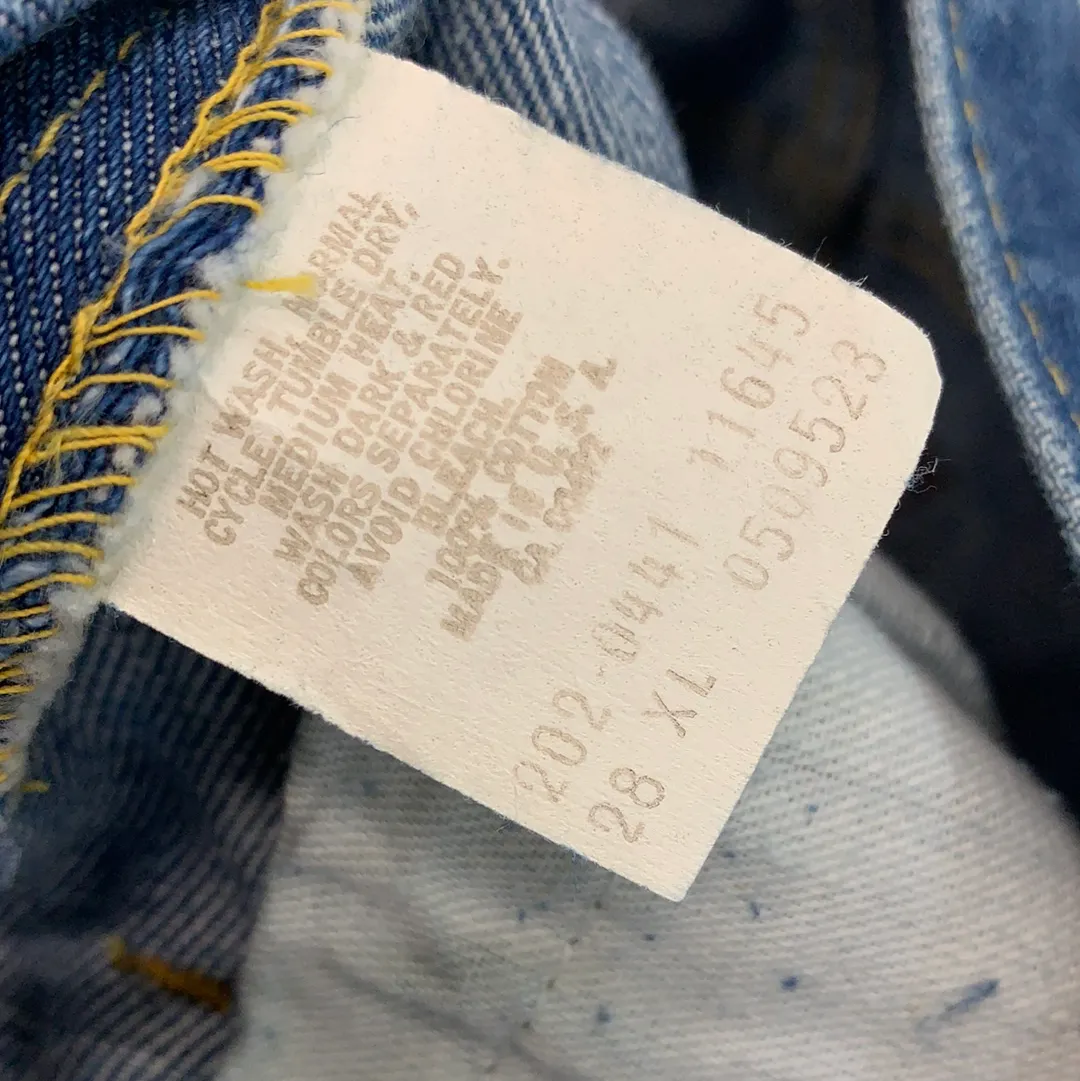 HOT WASH, NORMAL
CYCLE. TUMBLE DRY,
MEDIUM HEAT.
WASH DARK & RED
COLORS SEPARATELY.
AVOID CHLORINE
BLEACH.
100% COTTON
MADE IN U.S.A
202-0441 11645
28 XL 0509523